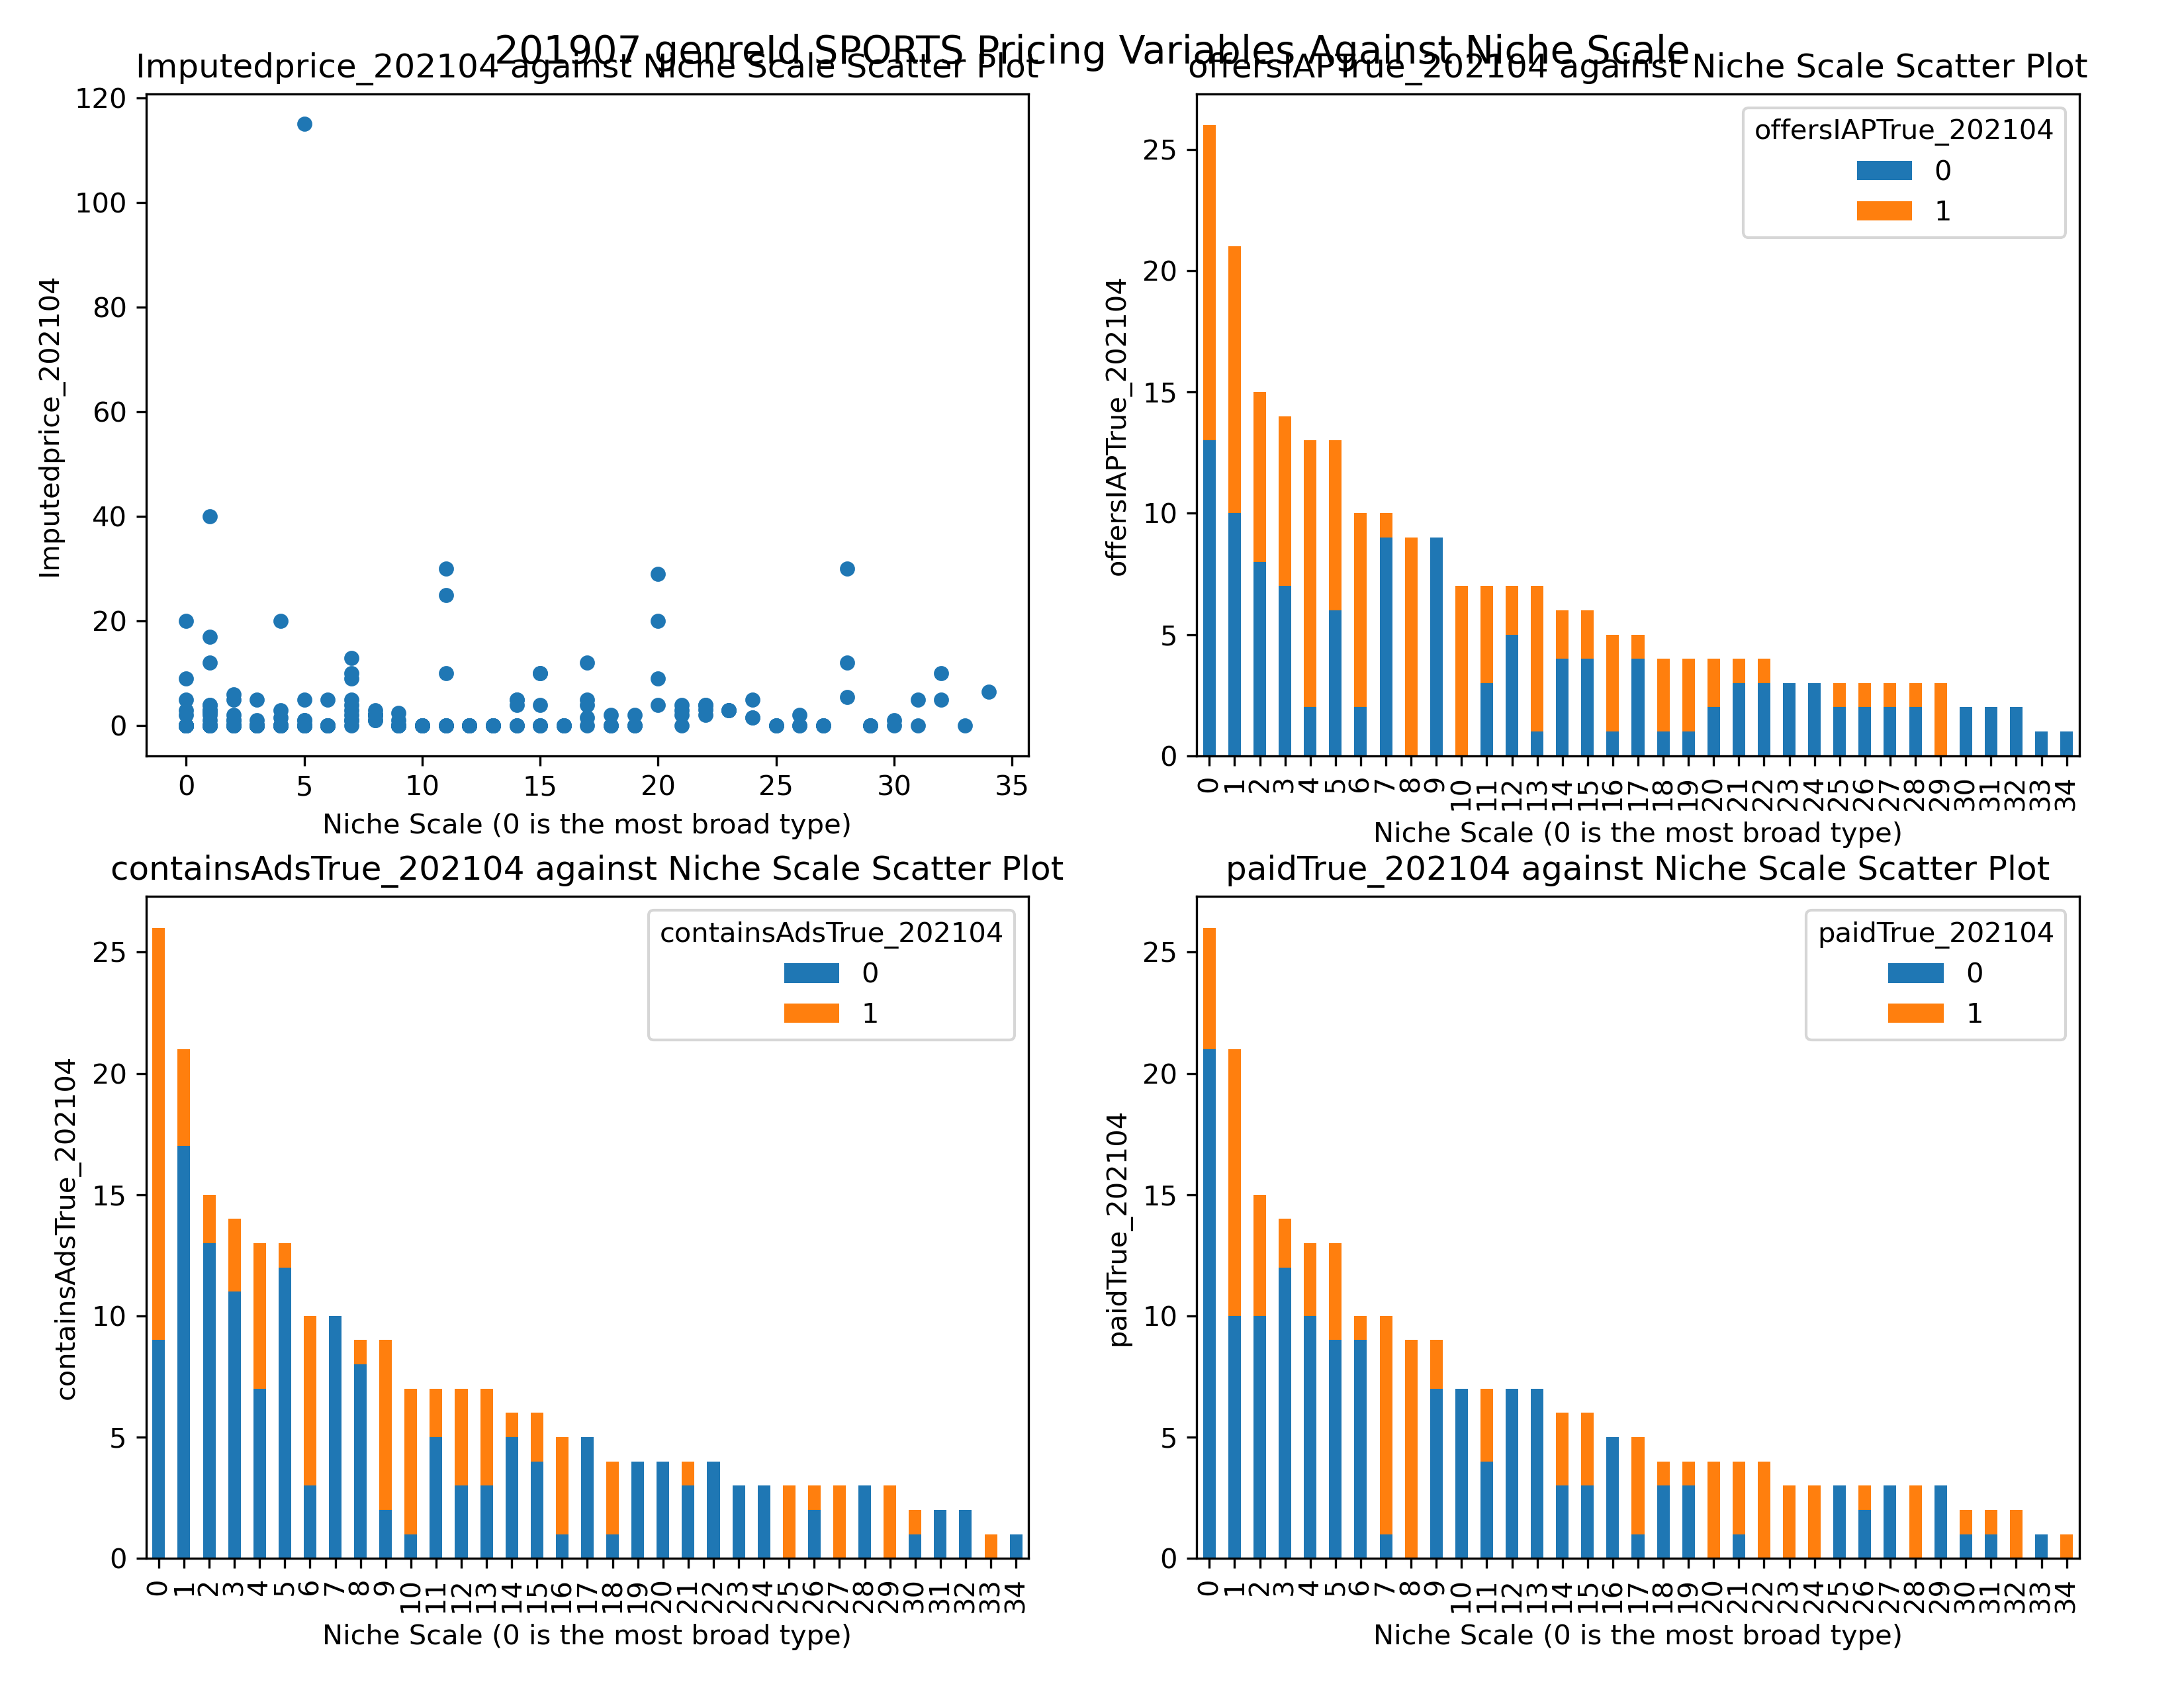 201907 genreId SPORTS Pricing Variables Against Niche Scale
Imputedprice_202104 against Niche Scale Scatter Plot
120
100
80
60
40
20
0
Imputedprice_202104
0 5 10 15 20 25 30 35
Niche Scale (0 is the most broad type)
offersIAPTrue_202104 against Niche Scale Scatter Plot
offersIAPTrue_202104
0
1
25
20
15
10
5
0
offersIAPTrue_202104
0 1 2 3 4 5 6 7 8 9 10 11 12 13 14 15 16 17 18 19 20 21 22 23 24 25 26 27 28 29 30 31 32 33 34
Niche Scale (0 is the most broad type)
containsAdsTrue_202104 against Niche Scale Scatter Plot
containsAdsTrue_202104
0
1
25
20
15
10
5
0
containsAdsTrue_202104
0 1 2 3 4 5 6 7 8 9 10 11 12 13 14 15 16 17 18 19 20 21 22 23 24 25 26 27 28 29 30 31 32 33 34
Niche Scale (0 is the most broad type)
paidTrue_202104 against Niche Scale Scatter Plot
paidTrue_202104
0
1
25
20
15
10
5
0
paidTrue_202104
0 1 2 3 4 5 6 7 8 9 10 11 12 13 14 15 16 17 18 19 20 21 22 23 24 25 26 27 28 29 30 31 32 33 34
Niche Scale (0 is the most broad type)